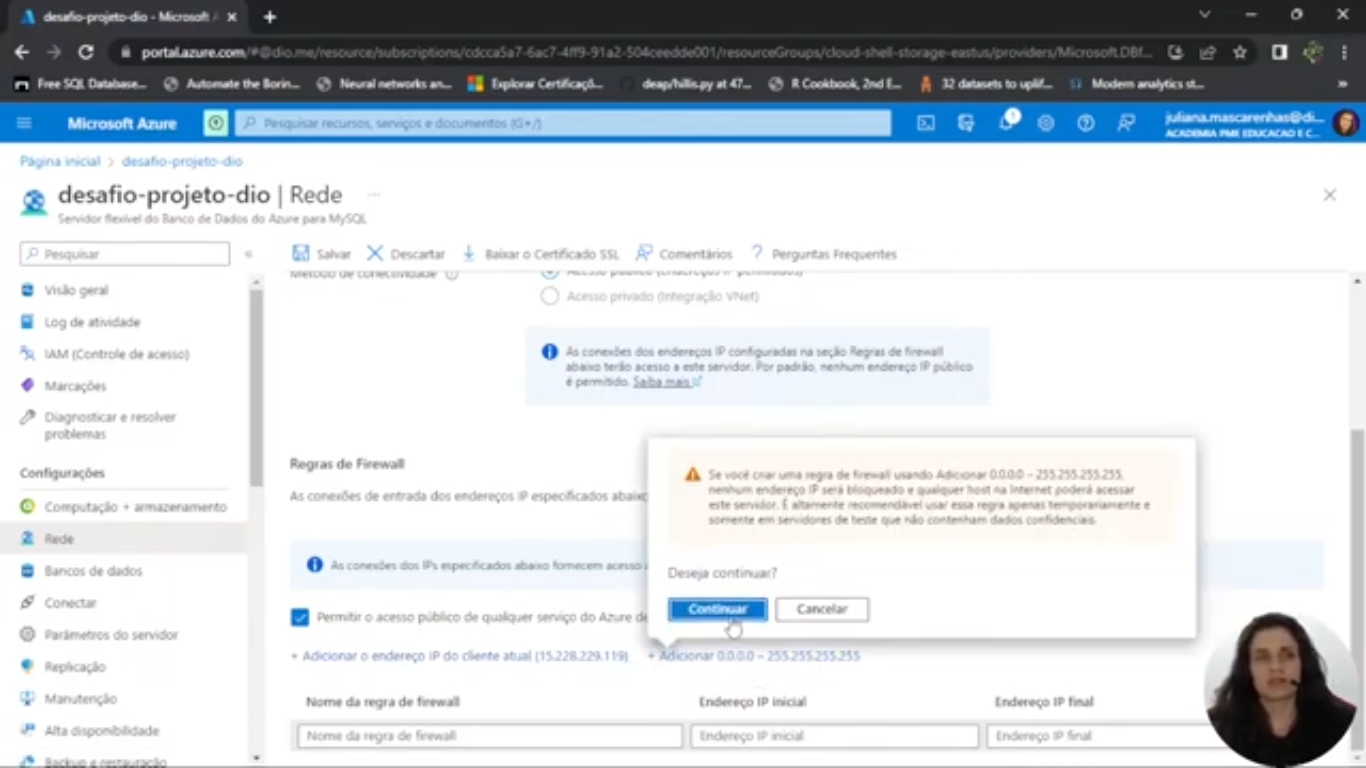 desafio-projeto-dio - Microsoft
portal.azure.com/#@dio.me/resource/subscriptions/cdcca5a7-6ac7-4ff9-91a2-504ceedde001/resourceGroups/cloud-shell-storage-eastus/providers/Microsoft.DBf...
Free SQL Database... Automate the Borin... Neural networks an... Explorar Certificaçõ... deap/hillis.py at 47... R Cookbook, 2nd E... 32 datasets to uplif... Modern analytics st...
Microsoft Azure
Pesquisar recursos, serviços e documentos (G+/)
1
juliana.mascarenhas@di...
ACADEMIA PME EDUCACAO E C...
Página inicial > desafio-projeto-dio
desafio-projeto-dio | Rede ...
Servidor flexível do Banco de Dados do Azure para MySQL
Pesquisar
«
Salvar Descartar Baixar o Certificado SSL Comentários Perguntas Frequentes
Visão geral
Log de atividade
IAM (Controle de acesso)
Marcações
Diagnosticar e resolver
problemas
Configurações
Computação + armazenamento
Rede
Bancos de dados
Conectar
Parâmetros do servidor
Replicação
Manutenção
Alta disponibilidade
Backup e restauração
Método de conectividade
Acesso público (endereços IP permitidos)
Acesso privado (Integração VNet)
As conexões dos endereços IP configuradas na seção Regras de firewall
abaixo terão acesso a este servidor. Por padrão, nenhum endereço IP público
é permitido. Saiba mais
Regras de Firewall
As conexões de entrada dos endereços IP especificados abaixo
As conexões dos IPs especificados abaixo fornecem acesso
Permitir o acesso público de qualquer serviço do Azure de
Se você criar uma regra de firewall usando Adicionar 0.0.0.0 – 255.255.255.255,
nenhum endereço IP será bloqueado e qualquer host na Internet poderá acessar
este servidor. É altamente recomendável usar essa regra apenas temporariamente e
somente em servidores de teste que não contenham dados confidenciais.
Deseja continuar?
Continuar Cancelar
+ Adicionar o endereço IP do cliente atual (15.228.229.119) + Adicionar 0.0.0.0 – 255.255.255.255
Nome da regra de firewall Endereço IP inicial Endereço IP final
Nome da regra de firewall Endereço IP inicial Endereço IP final